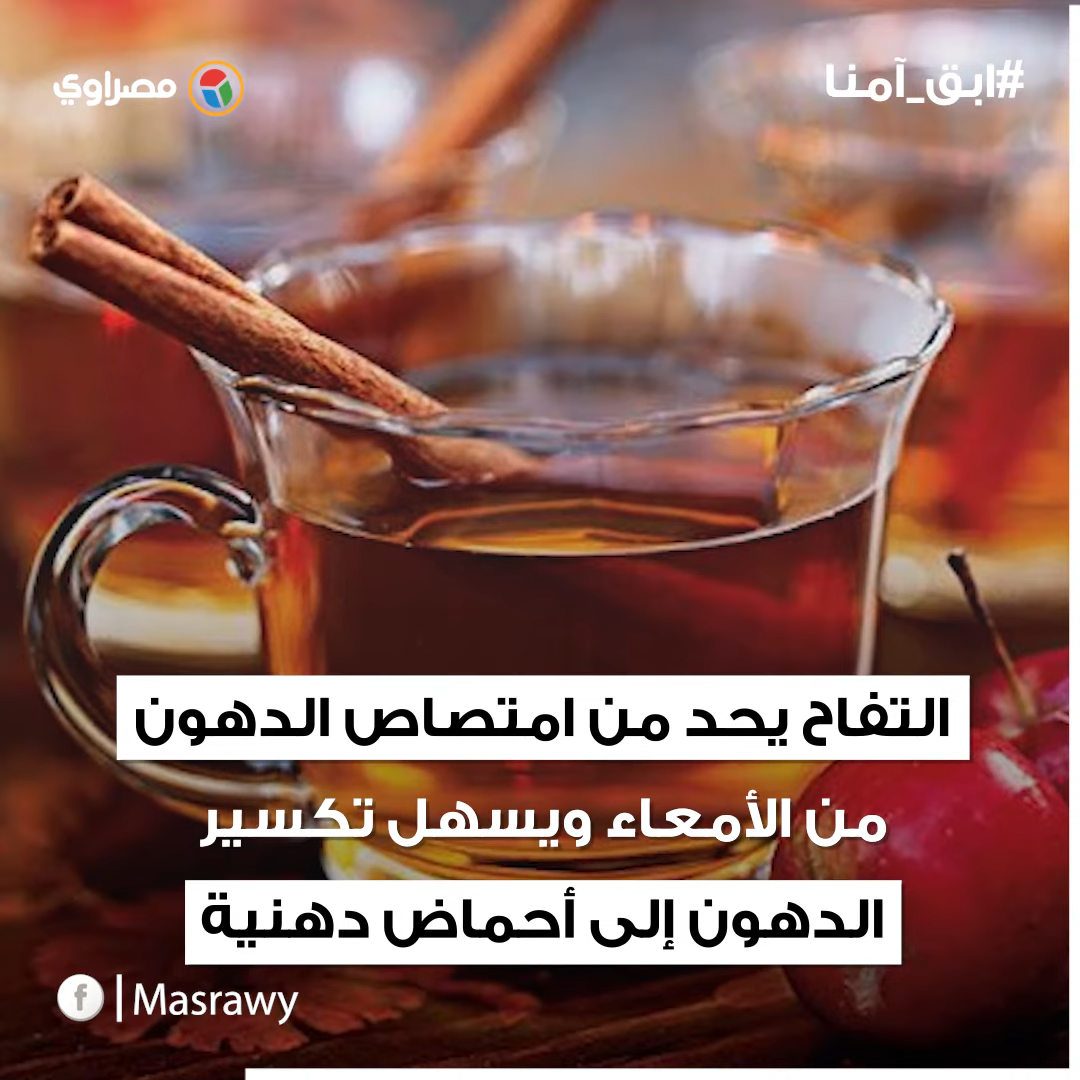 #ابق_آمنا
مصراوي
التفاح يحد من امتصاص الدهون
من الأمعاء ويسهل تكسير
الدهون إلى أحماض دهنية
f | Masrawy